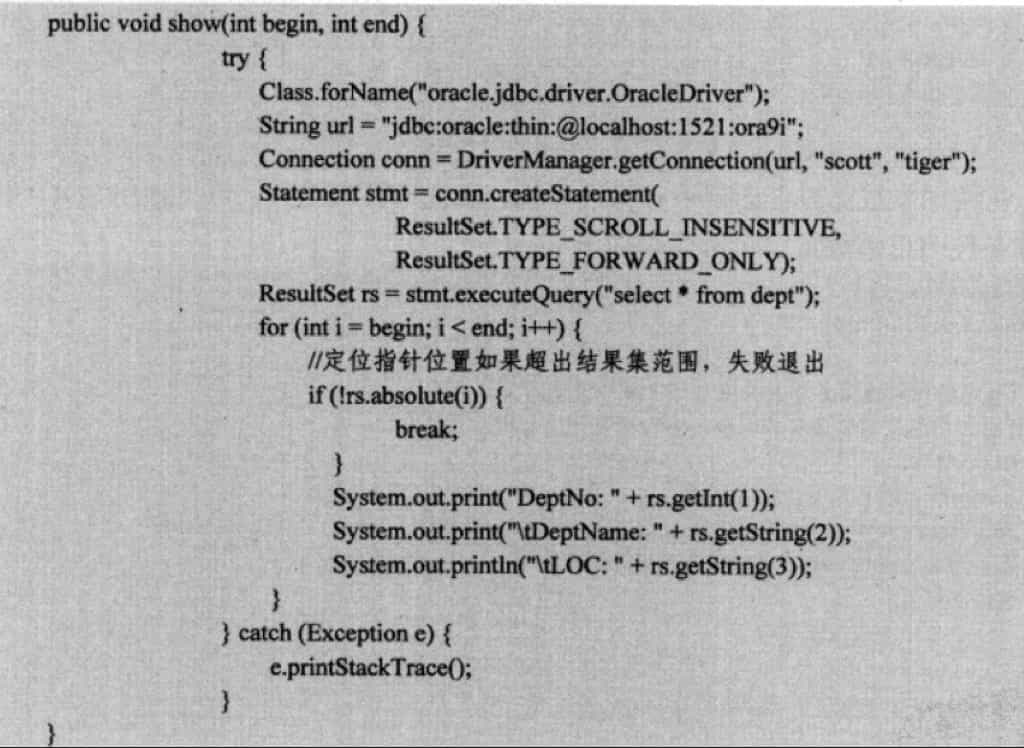 public void show(int begin, int end) {
try {
Class.forName("oracle.jdbc.driver.OracleDriver");
String url = "jdbc:oracle:thin:@localhost:1521:ora9i";
Connection conn = DriverManager.getConnection(url, "scott", "tiger");
Statement stmt = conn.createStatement(
ResultSet.TYPE_SCROLL_INSENSITIVE,
ResultSet.TYPE_FORWARD_ONLY);
ResultSet rs = stmt.executeQuery("select * from dept");
for (int i = begin; i < end; i++) {
//定位指针位置如果超出结果集范围，失败退出
if (!rs.absolute(i)) {
break;
}
System.out.print("DeptNo: " + rs.getInt(1));
System.out.print("\tDeptName: " + rs.getString(2));
System.out.println("\tLOC: " + rs.getString(3));
}
} catch (Exception e) {
e.printStackTrace();
}
}